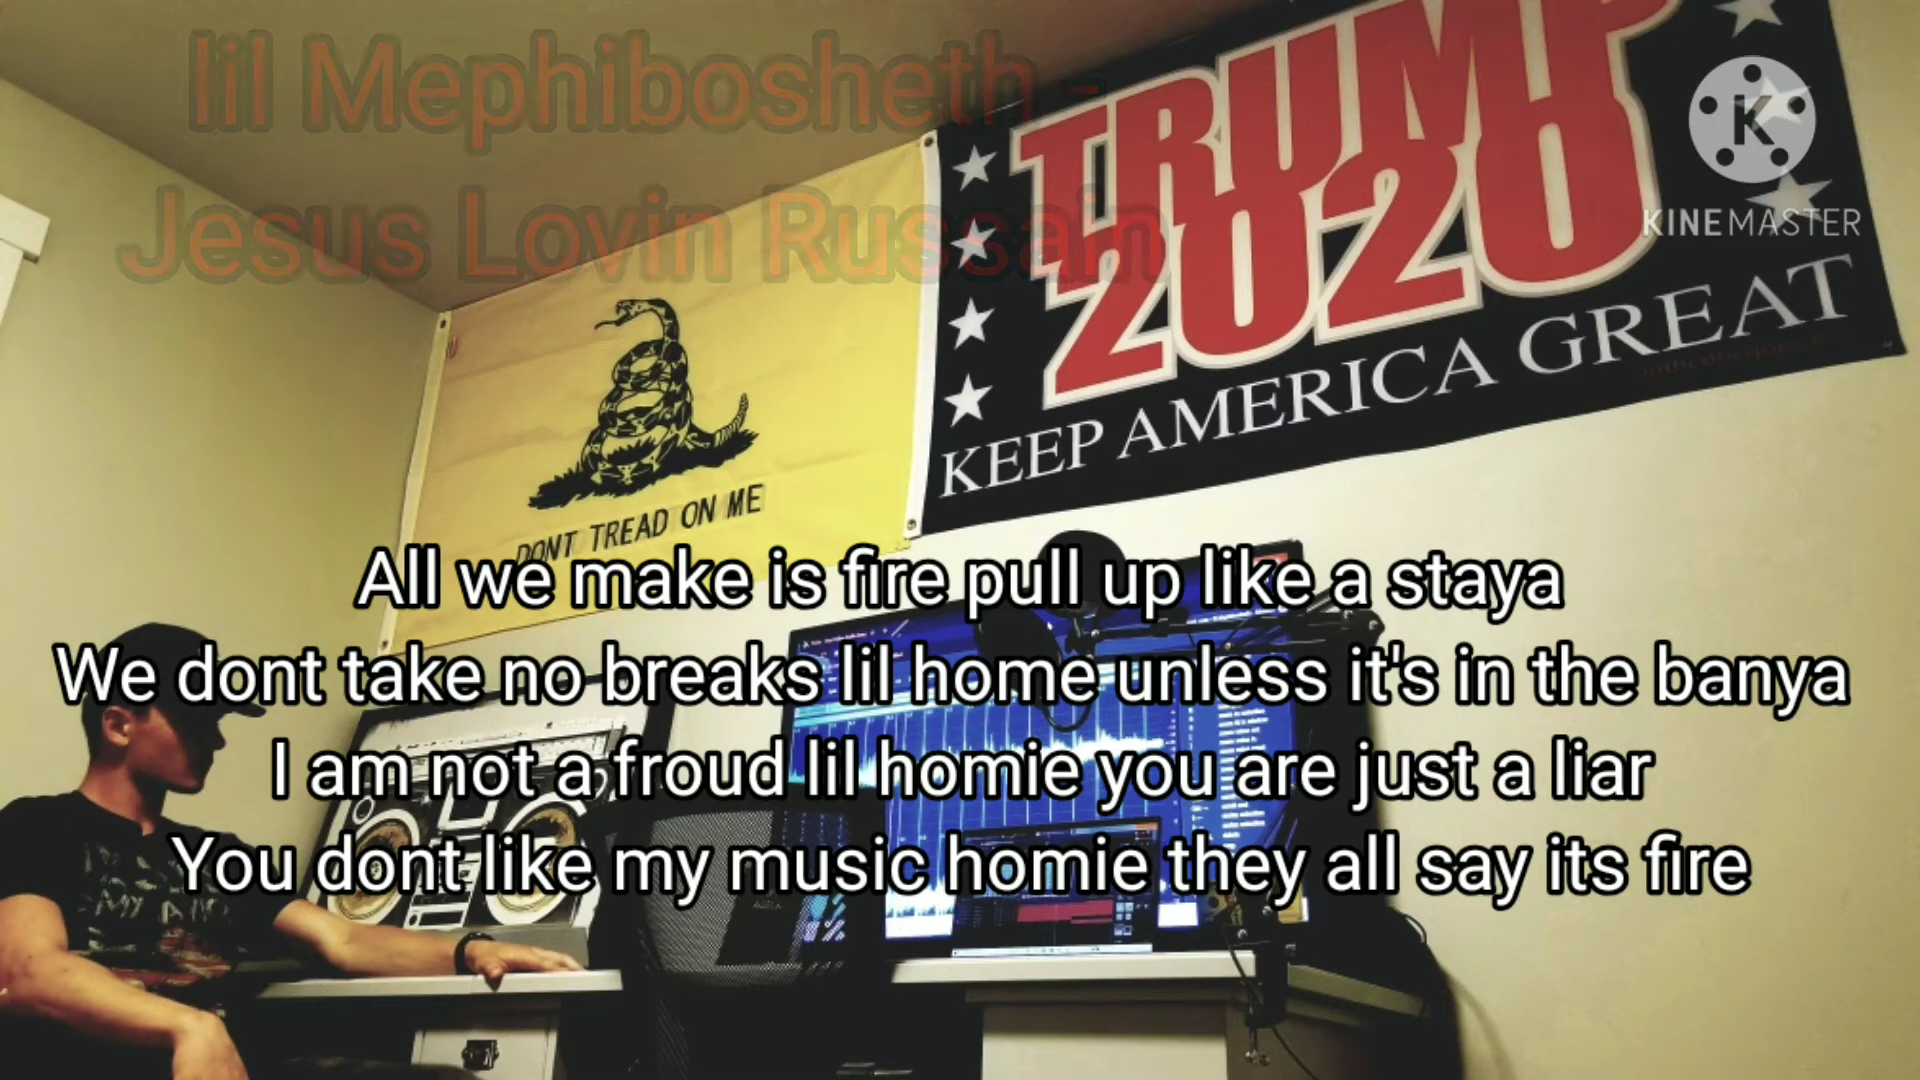 lil Mephibosheth -
Jesus Lovin Russain
TRUMP
2020
KEEP AMERICA GREAT
KINEMASTER
DONT TREAD ON ME
All we make is fire pull up like a staya
We dont take no breaks lil home unless it's in the banya
I am not a froud lil homie you are just a liar
You dont like my music homie they all say its fire